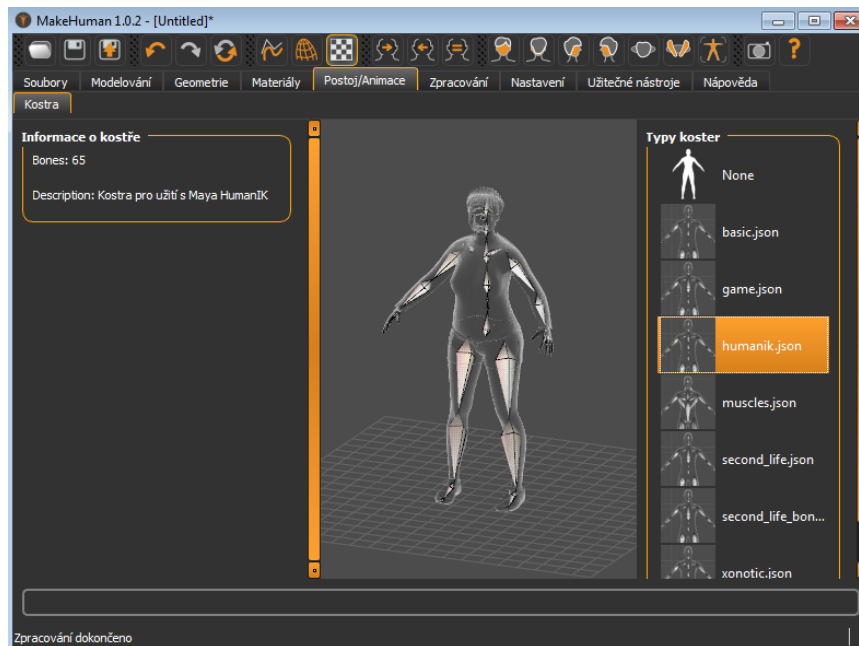 MakeHuman 1.0.2 - [Untitled]*
Soubory Modelování Geometrie Materiály Postoj/Animace Zpracování Nastavení Užitečné nástroje Nápověda
Kostra
Informace o kostře
Bones: 65
Description: Kostra pro užití s Maya HumanIK
Typy koster
None
basic.json
game.json
humanik.json
muscles.json
second_life.json
second_life_bon...
xonotic.json
Zpracování dokončeno